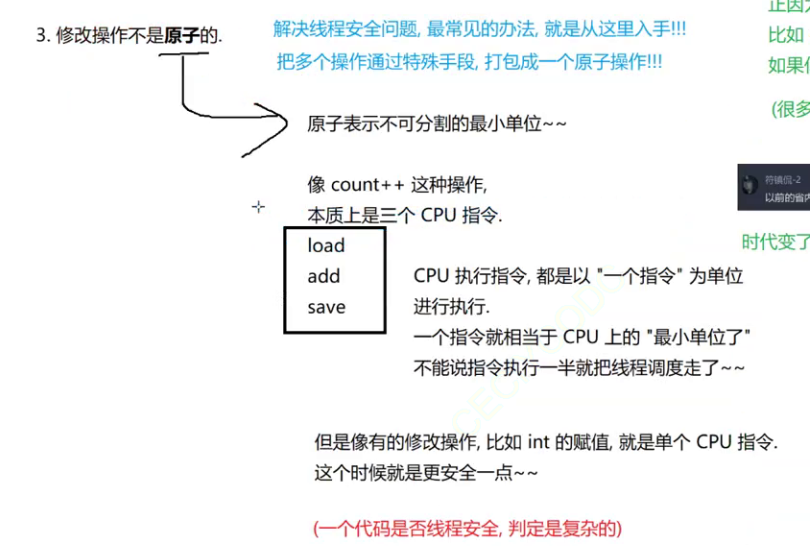 3. 修改操作不是原子的.
解决线程安全问题, 最常见的办法, 就是从这里入手!!!
把多个操作通过特殊手段, 打包成一个原子操作!!!
原子表示不可分割的最小单位~~
像 count++ 这种操作,
本质上是三个 CPU 指令.
load
add
save
CPU 执行指令, 都是以 "一个指令" 为单位
进行执行.
一个指令就相当于 CPU 上的 "最小单位了"
不能说指令执行一半就把线程调度走了~~
但是像有的修改操作, 比如 int 的赋值, 就是单个 CPU 指令.
这个时候就是更安全一点~~
(一个代码是否线程安全, 判定是复杂的)
正因
比如
如果
(很多
符镇侃-2
以前的省内
时代变了